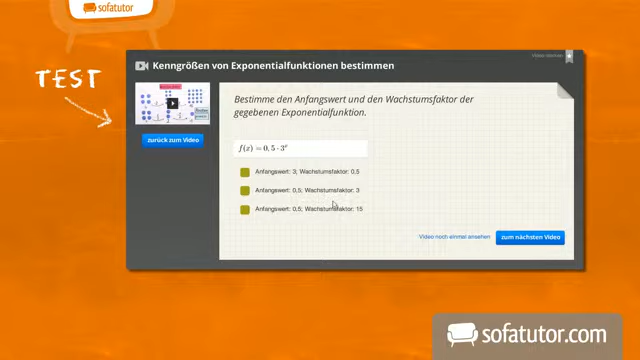 sofatutor
TEST
Kenngrößen von Exponentialfunktionen bestimmen
zurück zum Video
Bestimme den Anfangswert und den Wachstumsfaktor der
gegebenen Exponentialfunktion.
f(x) = 0,5 · 3ˣ
Anfangswert: 3; Wachstumsfaktor: 0,5
Anfangswert: 0,5; Wachstumsfaktor: 3
Anfangswert: 0,5; Wachstumsfaktor: 15
Video noch einmal ansehen
zum nächsten Video
sofatutor.com